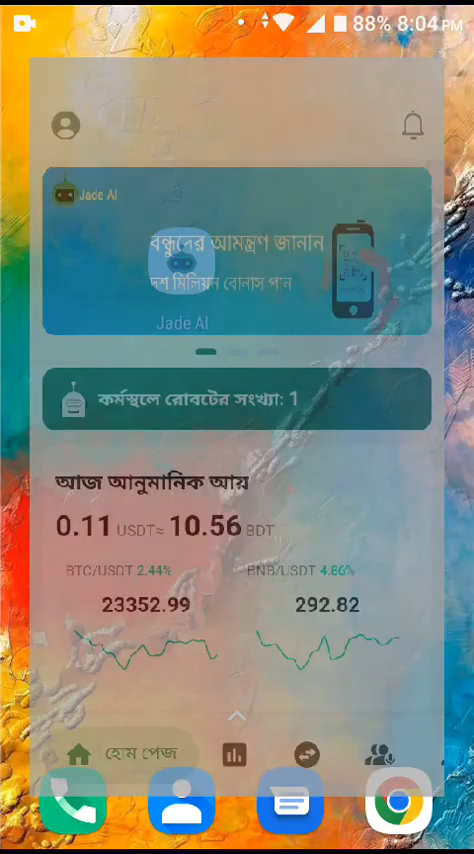 88% 8:04 PM
Jade AI
বন্ধুদের আমন্ত্রণ জানান
দশ মিলিয়ন বোনাস পান
Jade AI
কর্মস্থলে রোবটের সংখ্যা: 1
আজ আনুমানিক আয়
0.11 USDT≈ 10.56 BDT
BTC/USDT 2.44% BNB/USDT 4.86%
23352.99 292.82
হোম পেজ